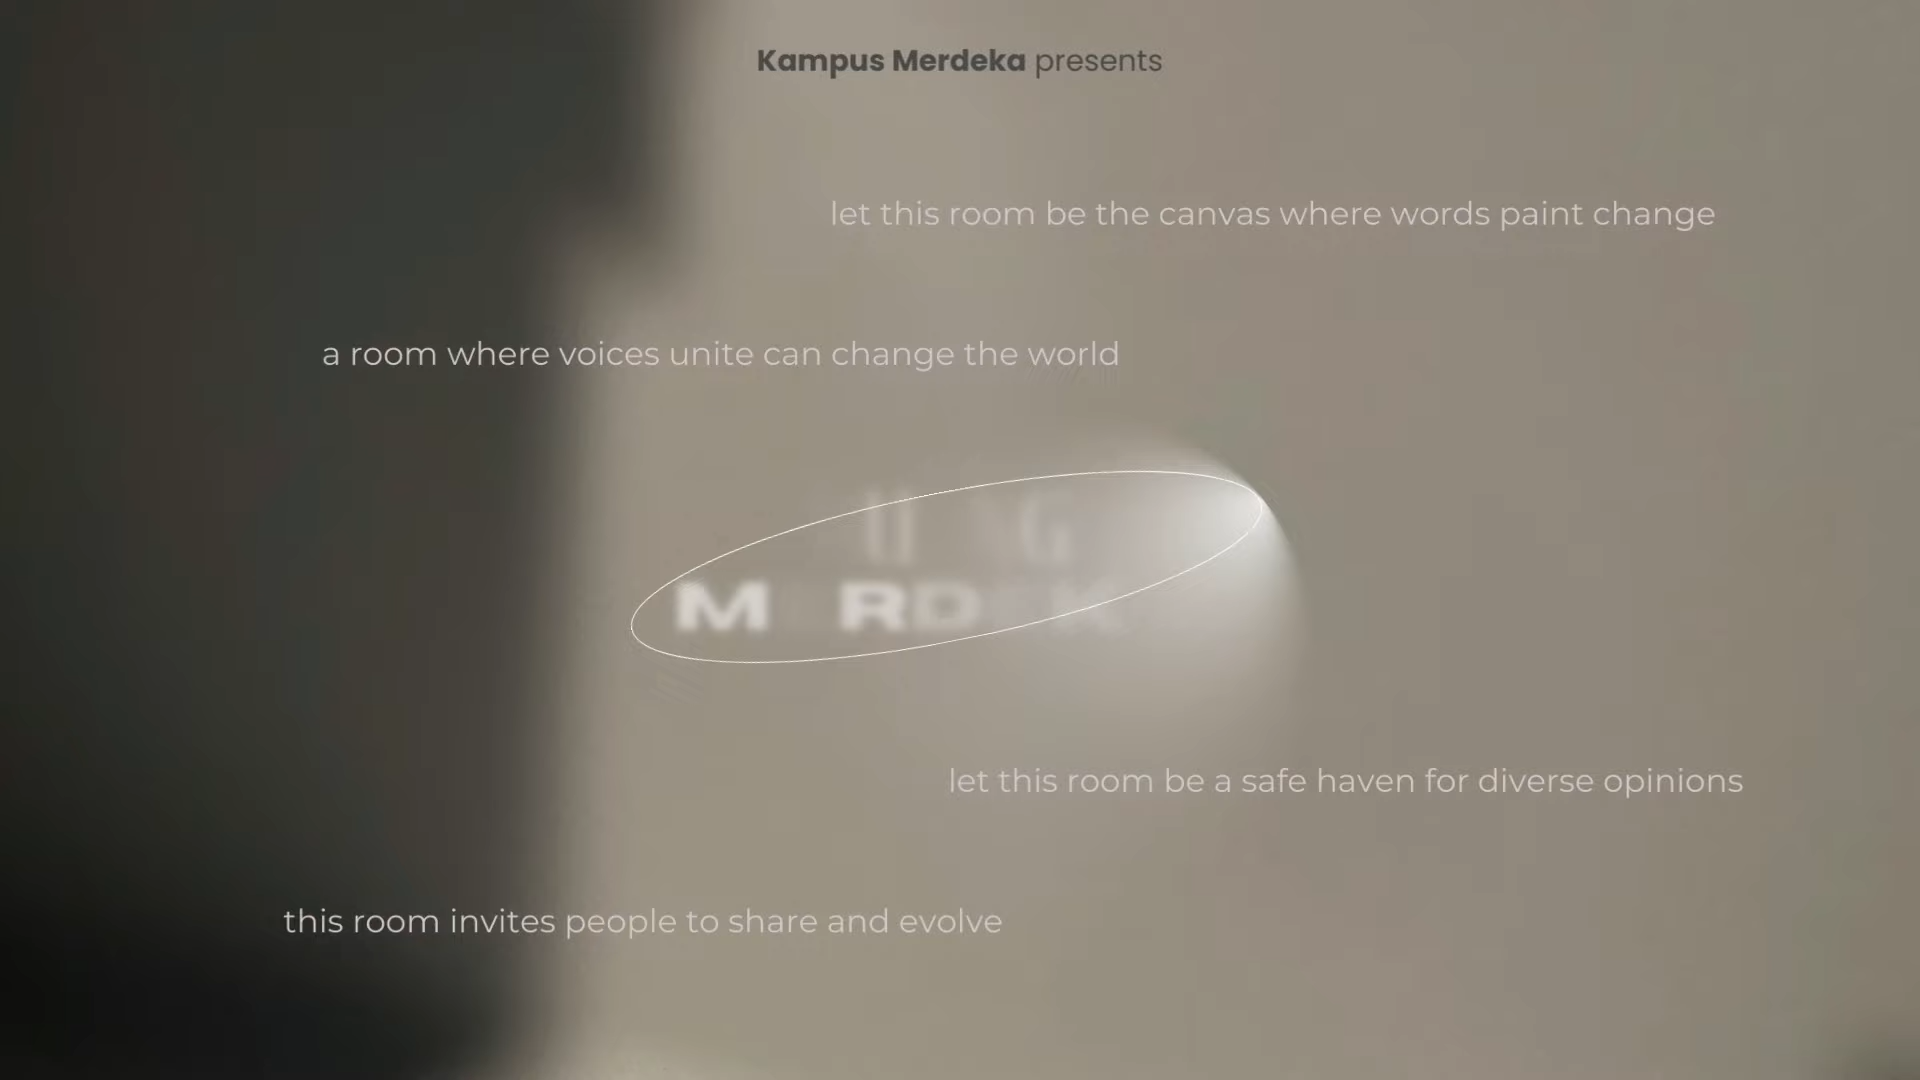 Kampus Merdeka presents
let this room be the canvas where words paint change
a room where voices unite can change the world
let this room be a safe haven for diverse opinions
this room invites people to share and evolve